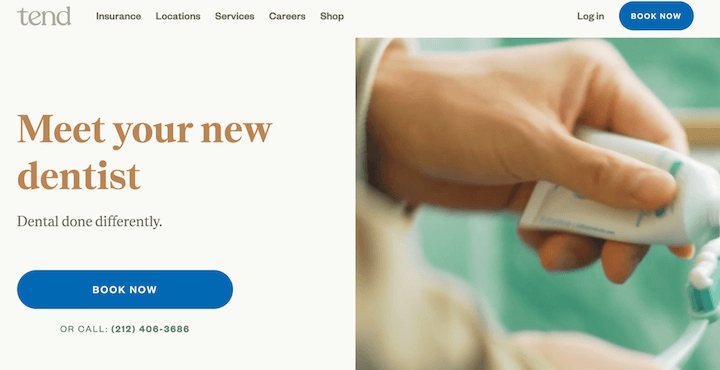 tend
Insurance Locations Services Careers Shop
Log in
BOOK NOW
Meet your new
dentist
Dental done differently.
BOOK NOW
OR CALL: (212) 406-3686